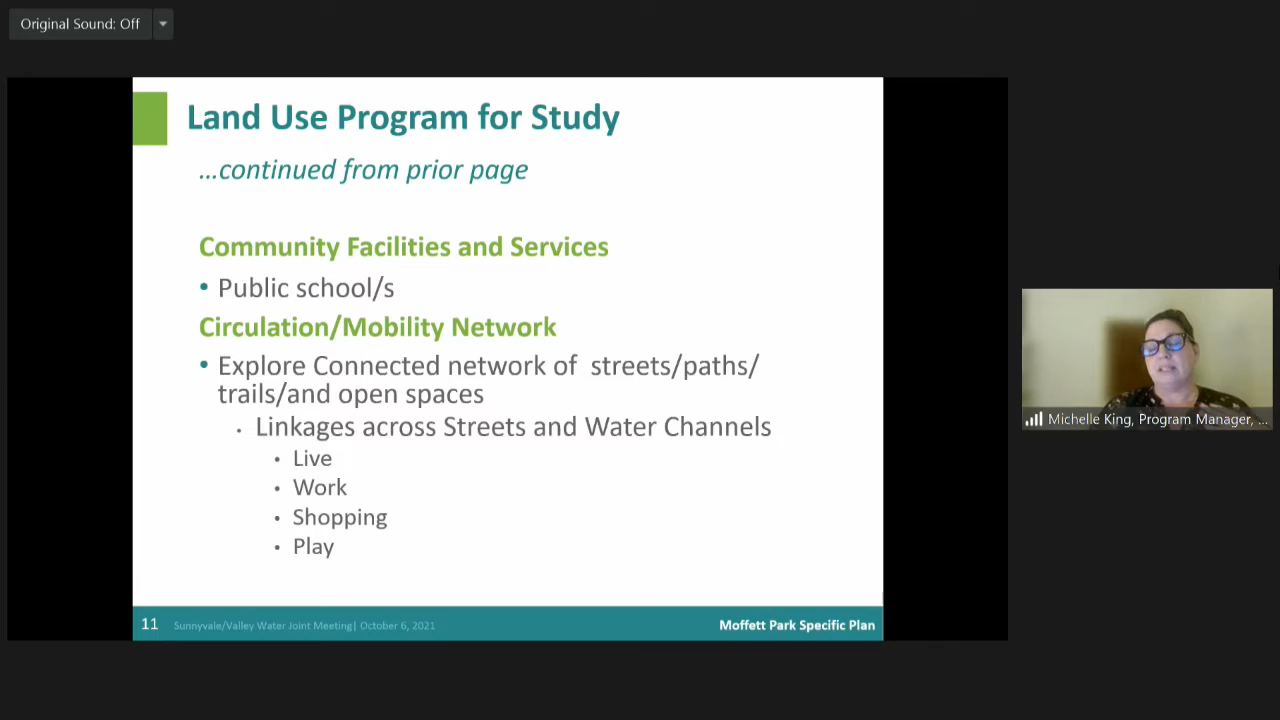 Original Sound: Off
Land Use Program for Study
...continued from prior page
Community Facilities and Services
• Public school/s
Circulation/Mobility Network
• Explore Connected network of streets/paths/
trails/and open spaces
• Linkages across Streets and Water Channels
• Live
• Work
• Shopping
• Play
Michelle King, Program Manager, ...
11 Sunnyvale/Valley Water Joint Meeting| October 6, 2021 Moffett Park Specific Plan